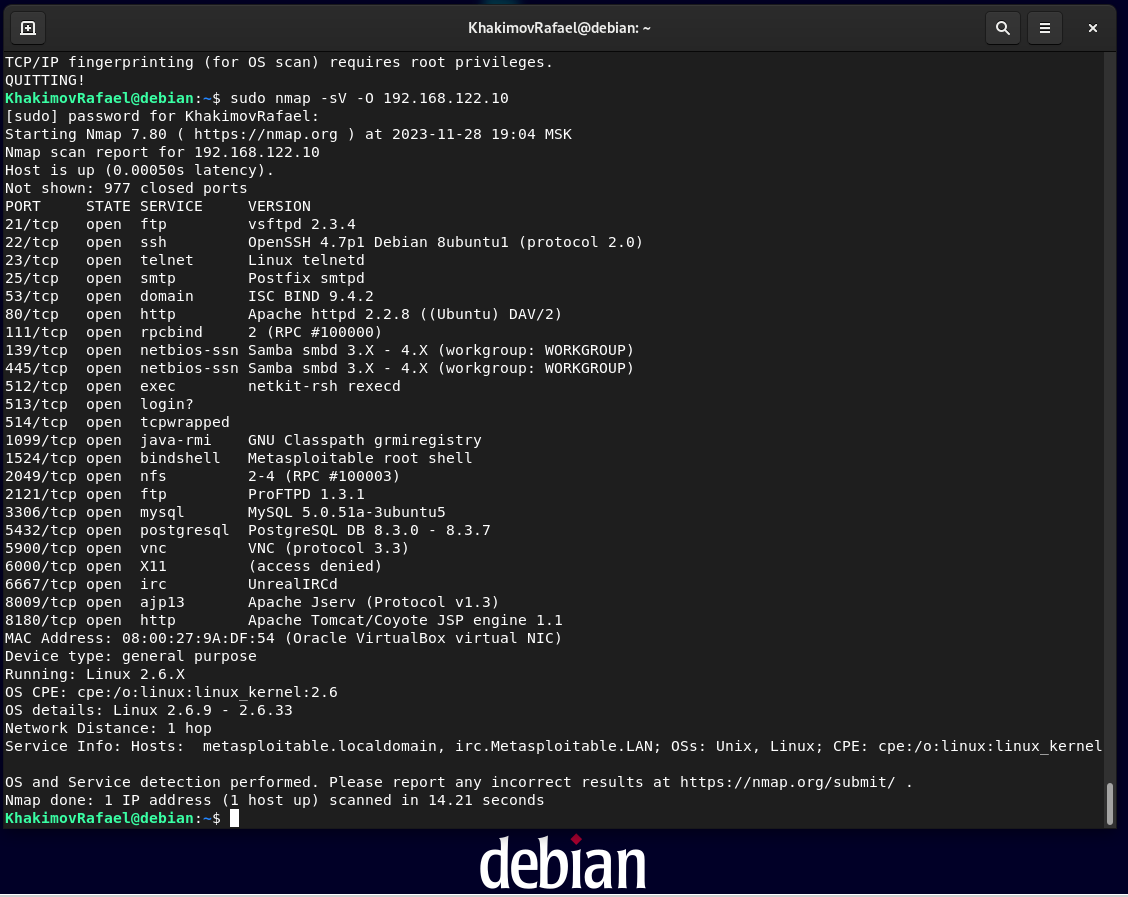 KhakimovRafael@debian: ~
TCP/IP fingerprinting (for OS scan) requires root privileges.
QUITTING!
KhakimovRafael@debian:~$ sudo nmap -sV -O 192.168.122.10
[sudo] password for KhakimovRafael:
Starting Nmap 7.80 ( https://nmap.org ) at 2023-11-28 19:04 MSK
Nmap scan report for 192.168.122.10
Host is up (0.00050s latency).
Not shown: 977 closed ports
PORT     STATE SERVICE     VERSION
21/tcp   open  ftp         vsftpd 2.3.4
22/tcp   open  ssh         OpenSSH 4.7p1 Debian 8ubuntu1 (protocol 2.0)
23/tcp   open  telnet      Linux telnetd
25/tcp   open  smtp        Postfix smtpd
53/tcp   open  domain      ISC BIND 9.4.2
80/tcp   open  http        Apache httpd 2.2.8 ((Ubuntu) DAV/2)
111/tcp  open  rpcbind     2 (RPC #100000)
139/tcp  open  netbios-ssn Samba smbd 3.X - 4.X (workgroup: WORKGROUP)
445/tcp  open  netbios-ssn Samba smbd 3.X - 4.X (workgroup: WORKGROUP)
512/tcp  open  exec        netkit-rsh rexecd
513/tcp  open  login?
514/tcp  open  tcpwrapped
1099/tcp open  java-rmi    GNU Classpath grmiregistry
1524/tcp open  bindshell   Metasploitable root shell
2049/tcp open  nfs         2-4 (RPC #100003)
2121/tcp open  ftp         ProFTPD 1.3.1
3306/tcp open  mysql       MySQL 5.0.51a-3ubuntu5
5432/tcp open  postgresql  PostgreSQL DB 8.3.0 - 8.3.7
5900/tcp open  vnc         VNC (protocol 3.3)
6000/tcp open  X11         (access denied)
6667/tcp open  irc         UnrealIRCd
8009/tcp open  ajp13       Apache Jserv (Protocol v1.3)
8180/tcp open  http        Apache Tomcat/Coyote JSP engine 1.1
MAC Address: 08:00:27:9A:DF:54 (Oracle VirtualBox virtual NIC)
Device type: general purpose
Running: Linux 2.6.X
OS CPE: cpe:/o:linux:linux_kernel:2.6
OS details: Linux 2.6.9 - 2.6.33
Network Distance: 1 hop
Service Info: Hosts:  metasploitable.localdomain, irc.Metasploitable.LAN; OSs: Unix, Linux; CPE: cpe:/o:linux:linux_kernel
OS and Service detection performed. Please report any incorrect results at https://nmap.org/submit/ .
Nmap done: 1 IP address (1 host up) scanned in 14.21 seconds
KhakimovRafael@debian:~$
debian